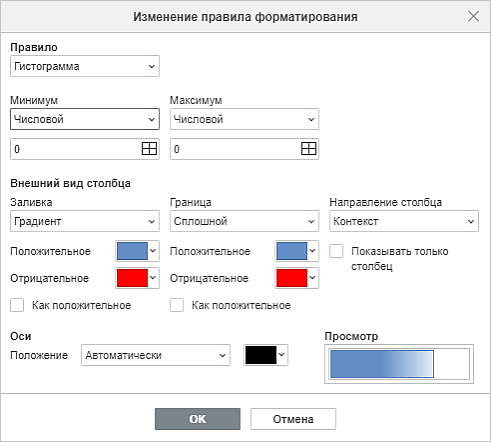 Изменение правила форматирования
Правило
Гистограмма
Минимум Максимум
Числовой Числовой
0 0
Внешний вид столбца
Заливка Граница Направление столбца
Градиент Сплошной Контекст
Положительное Положительное Показывать только
столбец
Отрицательное Отрицательное
Как положительное Как положительное
Оси Просмотр
Положение Автоматически
ОК Отмена